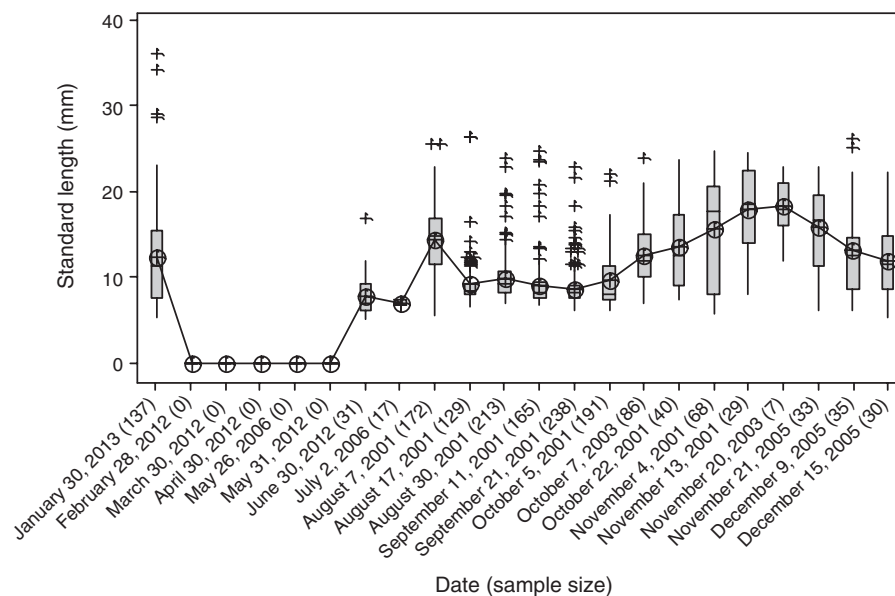 40
30
20
10
0
Standard length (mm)
January 30, 2013 (137)
February 28, 2012 (0)
March 30, 2012 (0)
April 30, 2012 (0)
May 26, 2006 (0)
May 31, 2012 (0)
June 30, 2012 (31)
July 2, 2006 (17)
August 7, 2001 (172)
August 17, 2001 (129)
August 30, 2001 (213)
September 11, 2001 (165)
September 21, 2001 (238)
October 5, 2001 (191)
October 7, 2003 (86)
October 22, 2001 (40)
November 4, 2001 (68)
November 13, 2001 (29)
November 20, 2003 (7)
November 21, 2005 (33)
December 9, 2005 (35)
December 15, 2005 (30)
Date (sample size)